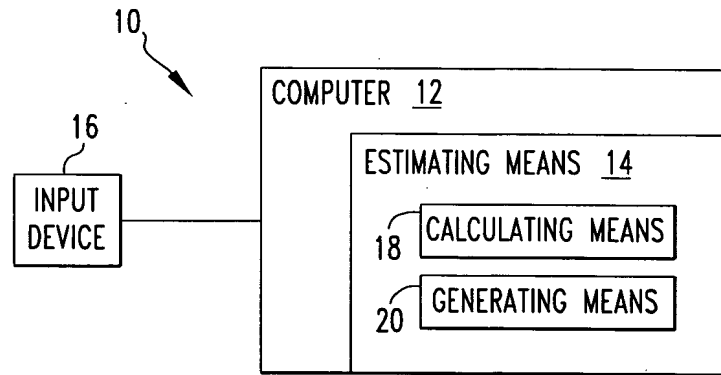 10
COMPUTER 12
16
ESTIMATING MEANS 14
INPUT
DEVICE
18
CALCULATING MEANS
20
GENERATING MEANS